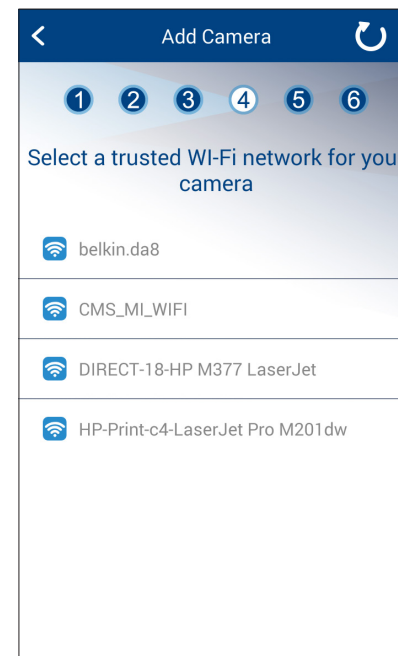 Add Camera
1 2 3 4 5 6
Select a trusted WI-Fi network for you
camera
belkin.da8
CMS_MI_WIFI
DIRECT-18-HP M377 LaserJet
HP-Print-c4-LaserJet Pro M201dw